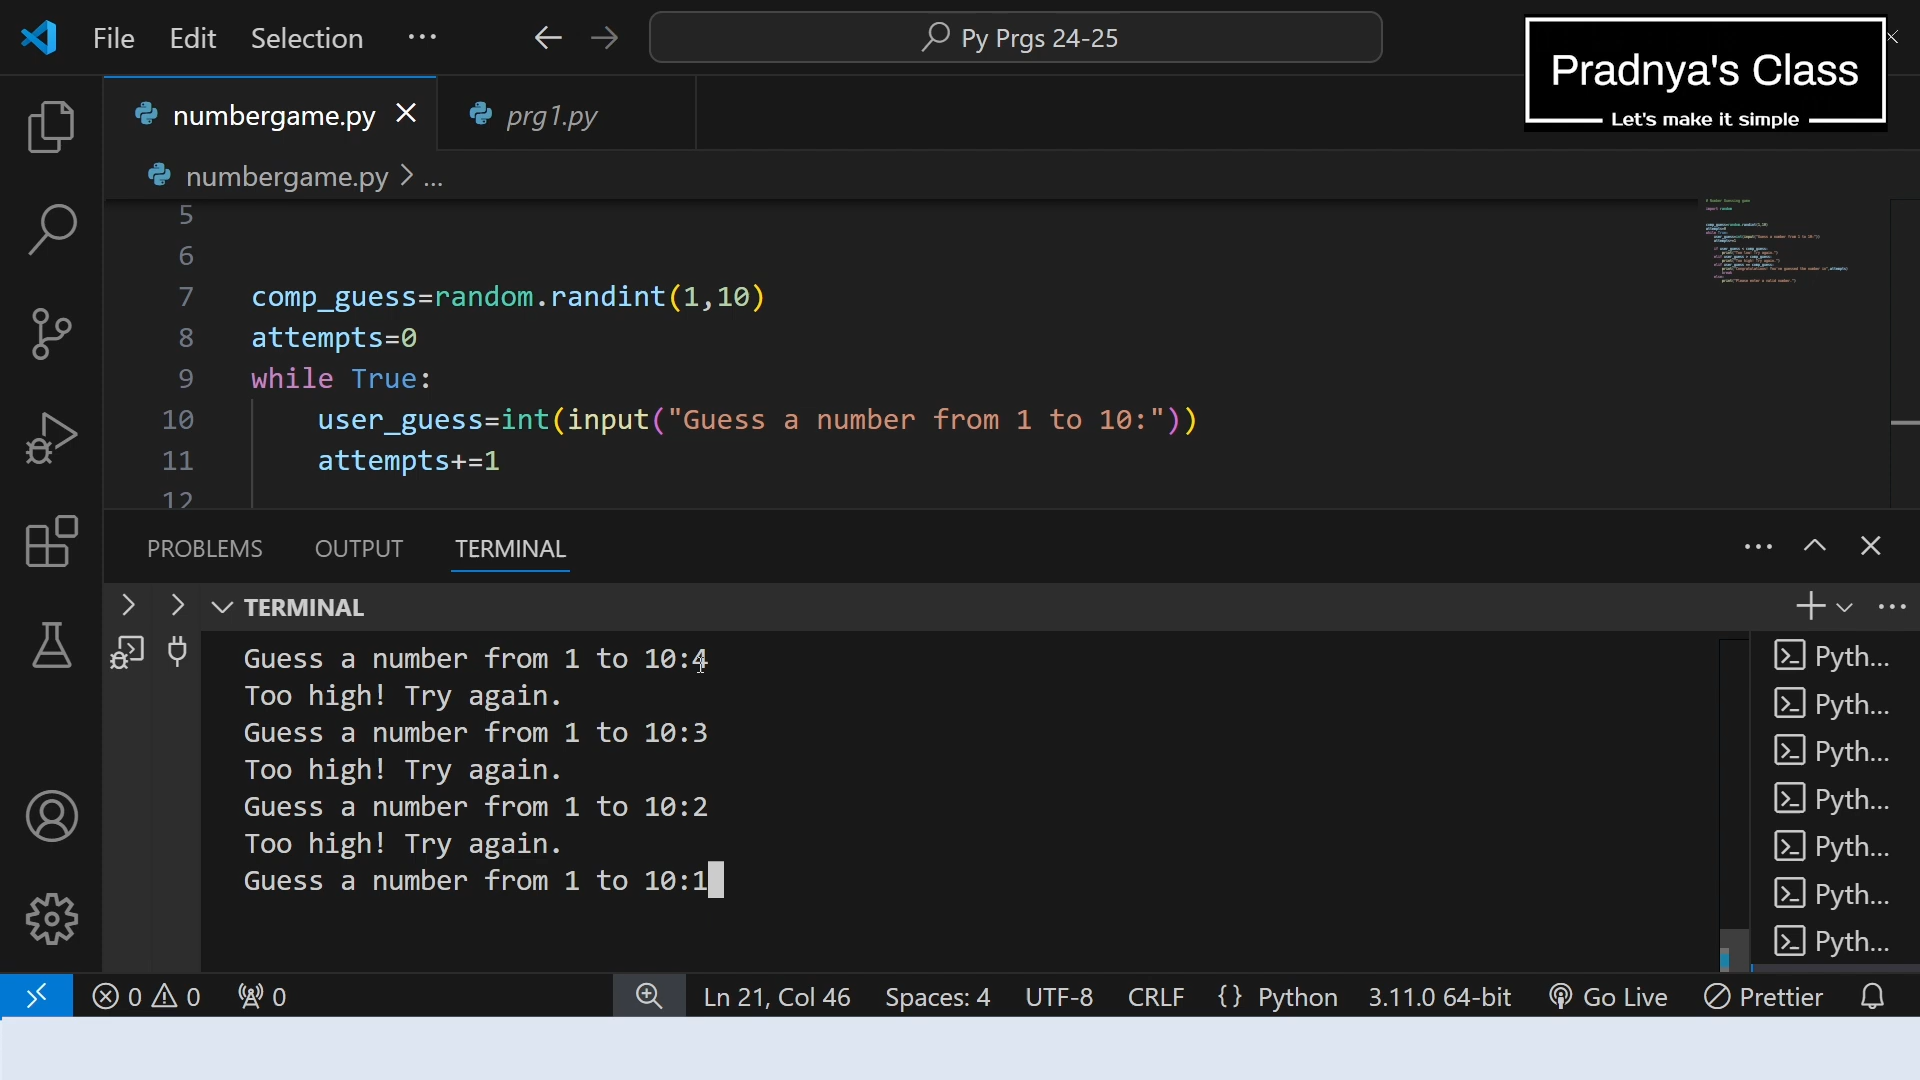 File Edit Selection ...
Py Prgs 24-25
Pradnya's Class
Let's make it simple
numbergame.py
prg1.py
numbergame.py > ...
5
6
7 comp_guess=random.randint(1,10)
8 attempts=0
9 while True:
10 user_guess=int(input("Guess a number from 1 to 10:"))
11 attempts+=1
12
PROBLEMS OUTPUT TERMINAL
TERMINAL
Guess a number from 1 to 10:4
Too high! Try again.
Guess a number from 1 to 10:3
Too high! Try again.
Guess a number from 1 to 10:2
Too high! Try again.
Guess a number from 1 to 10:1
Pyth...
Pyth...
Pyth...
Pyth...
Pyth...
Pyth...
Pyth...
0 0 0 Ln 21, Col 46 Spaces: 4 UTF-8 CRLF {} Python 3.11.0 64-bit Go Live Prettier